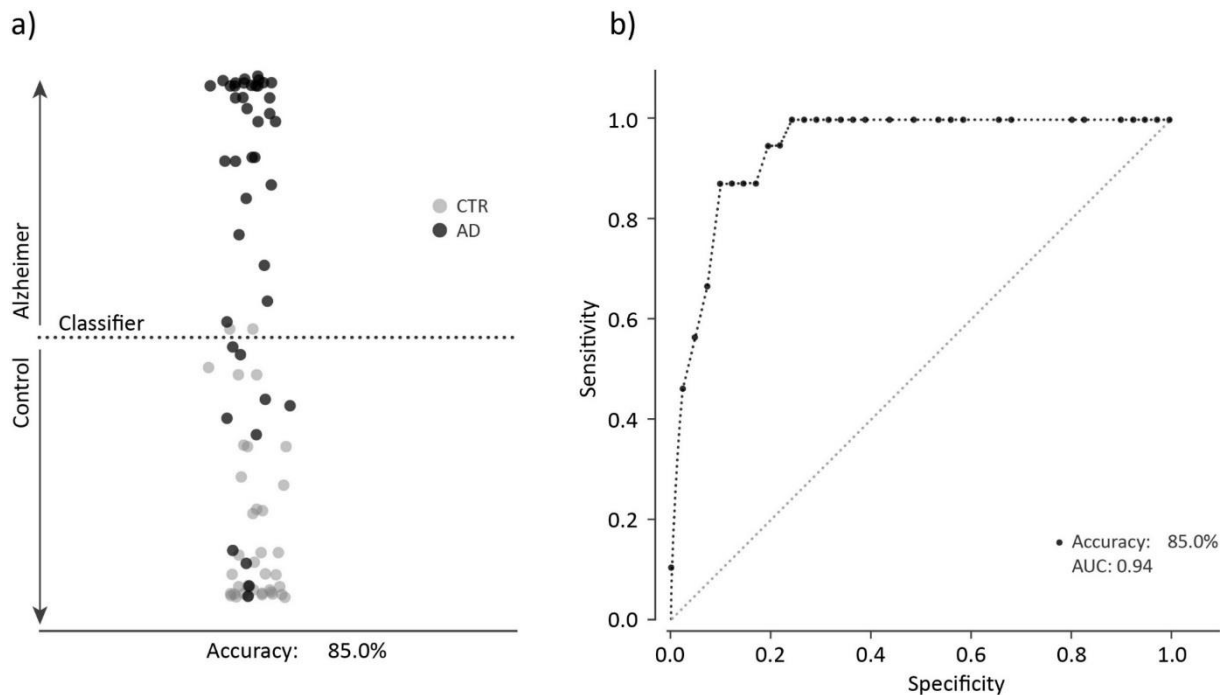 a)
Alzheimer
Control
Classifier
CTR
AD
Accuracy: 85.0%
b)
Sensitivity
1.0
0.8
0.6
0.4
0.2
0.0
Accuracy: 85.0%
AUC: 0.94
0.0 0.2 0.4 0.6 0.8 1.0
Specificity